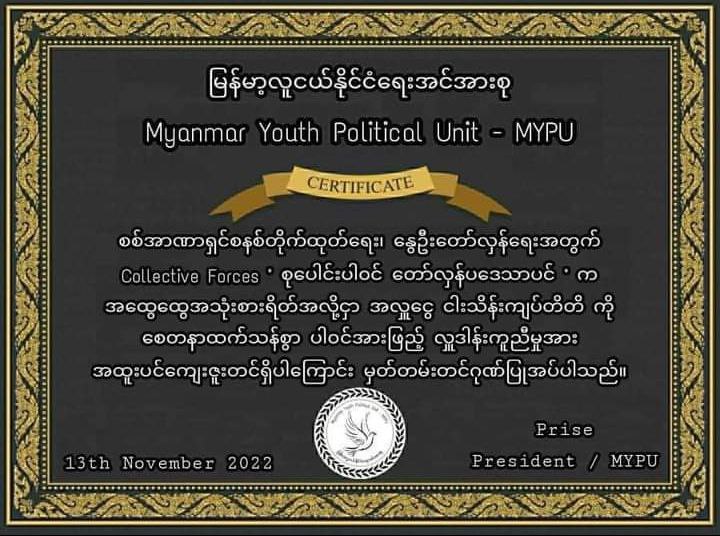 မြန်မာ့လူငယ်နိုင်ငံရေးအင်အားစု
Myanmar Youth Political Unit - MYPU
CERTIFICATE
စစ်အာဏာရှင်စနစ်တိုက်ထုတ်ရေး၊ နွေဦးတော်လှန်ရေးအတွက်
Collective Forces " စုပေါင်းပါဝင် တော်လှန်ပဒေသာပင် " က
အထွေထွေအသုံးစားရိတ်အလို့ငှာ အလှူငွေ ငါးသိန်းကျပ်တိတိ ကို
စေတနာထက်သန်စွာ ပါဝင်အားဖြည့် လှူဒါန်းကူညီမှုအား
အထူးပင်ကျေးဇူးတင်ရှိပါကြောင်း မှတ်တမ်းတင်ဂုဏ်ပြုအပ်ပါသည်။
Prise
13th November 2022
President / MYPU